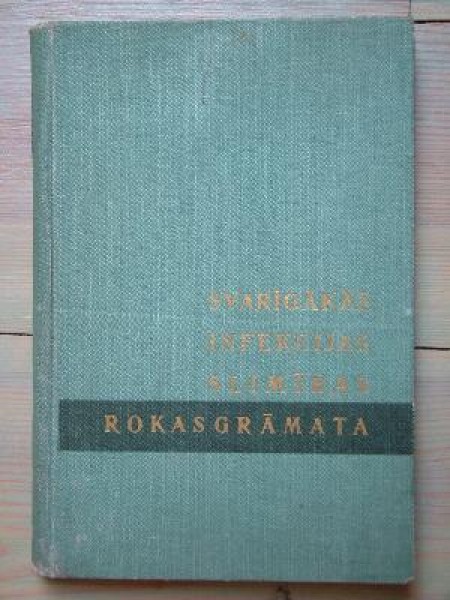 SVARĪGĀKĀS
INFEKCIJAS
SLIMĪBAS
ROKASGRĀMATA